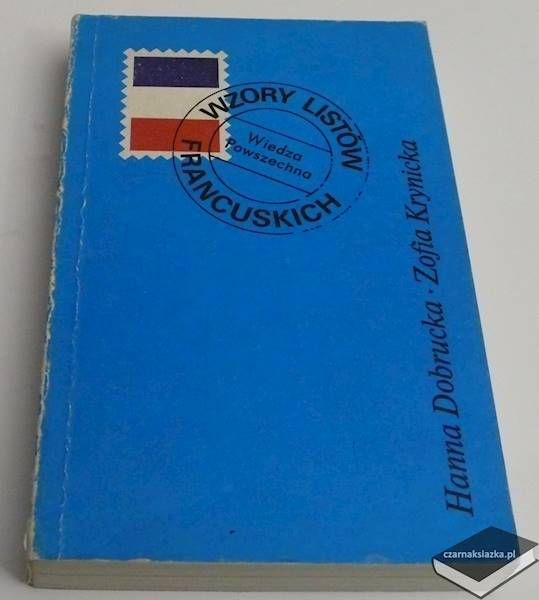 WZORY LISTÓW
FRANCUSKICH
Wiedza
Powszechna
Hanna Dobrucka · Zofia Krynicka
czarnaksiazka.pl